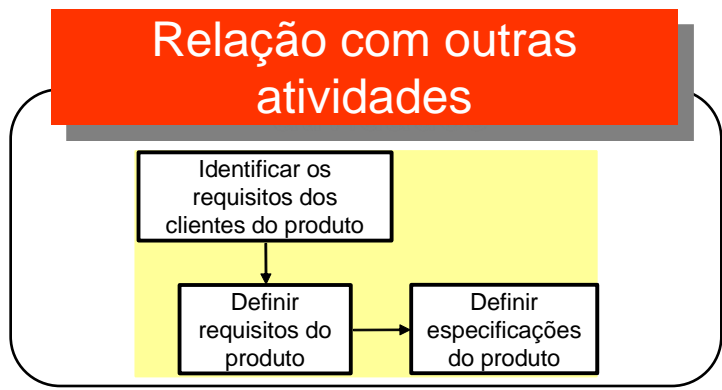 Relação com outras
atividades
Identificar os
requisitos dos
clientes do produto
Definir
requisitos do
produto
Definir
especificações
do produto